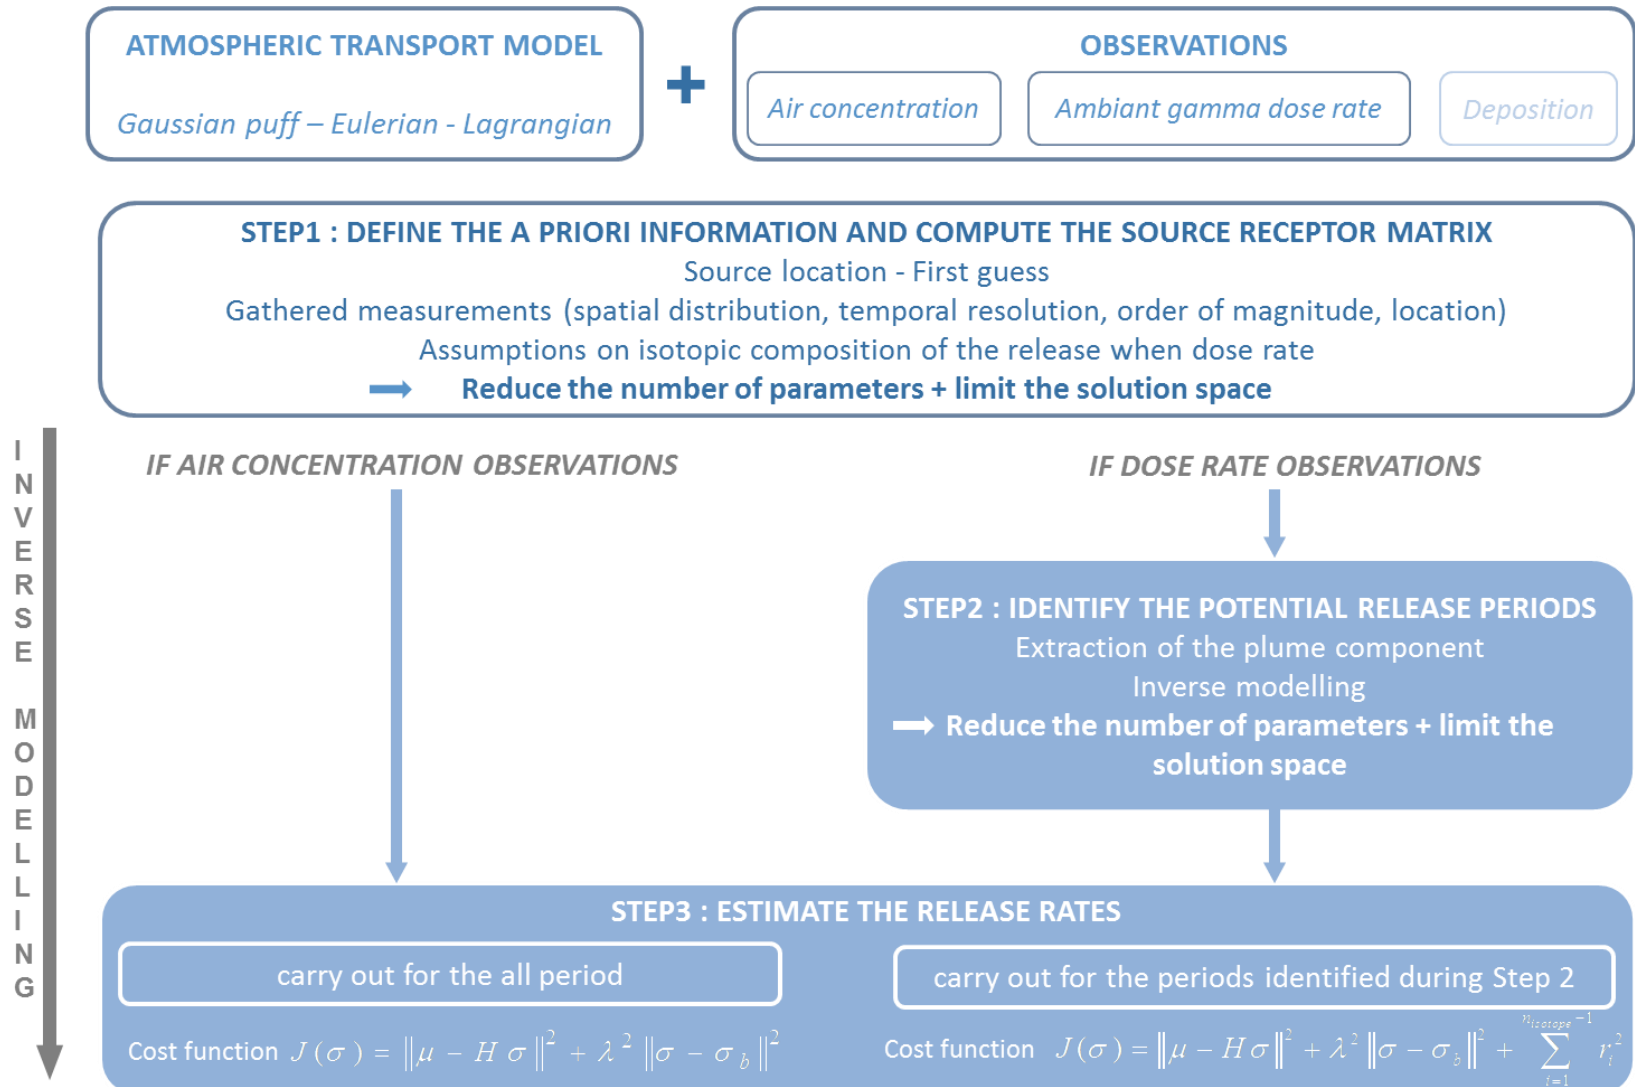 ATMOSPHERIC TRANSPORT MODEL
Gaussian puff – Eulerian - Lagrangian
+
OBSERVATIONS
Air concentration
Ambiant gamma dose rate
Deposition
STEP1 : DEFINE THE A PRIORI INFORMATION AND COMPUTE THE SOURCE RECEPTOR MATRIX
Source location - First guess
Gathered measurements (spatial distribution, temporal resolution, order of magnitude, location)
Assumptions on isotopic composition of the release when dose rate
Reduce the number of parameters + limit the solution space
INVERSE MODELLING
IF AIR CONCENTRATION OBSERVATIONS
IF DOSE RATE OBSERVATIONS
STEP2 : IDENTIFY THE POTENTIAL RELEASE PERIODS
Extraction of the plume component
Inverse modelling
Reduce the number of parameters + limit the
solution space
STEP3 : ESTIMATE THE RELEASE RATES
carry out for the all period
Cost function J(σ) = ‖μ − Hσ‖² + λ² ‖σ − σ_b‖²
carry out for the periods identified during Step 2
Cost function J(σ) = ‖μ − Hσ‖² + λ² ‖σ − σ_b‖² + ∑_{i=1}^{n_{isotope}−1} r_i²